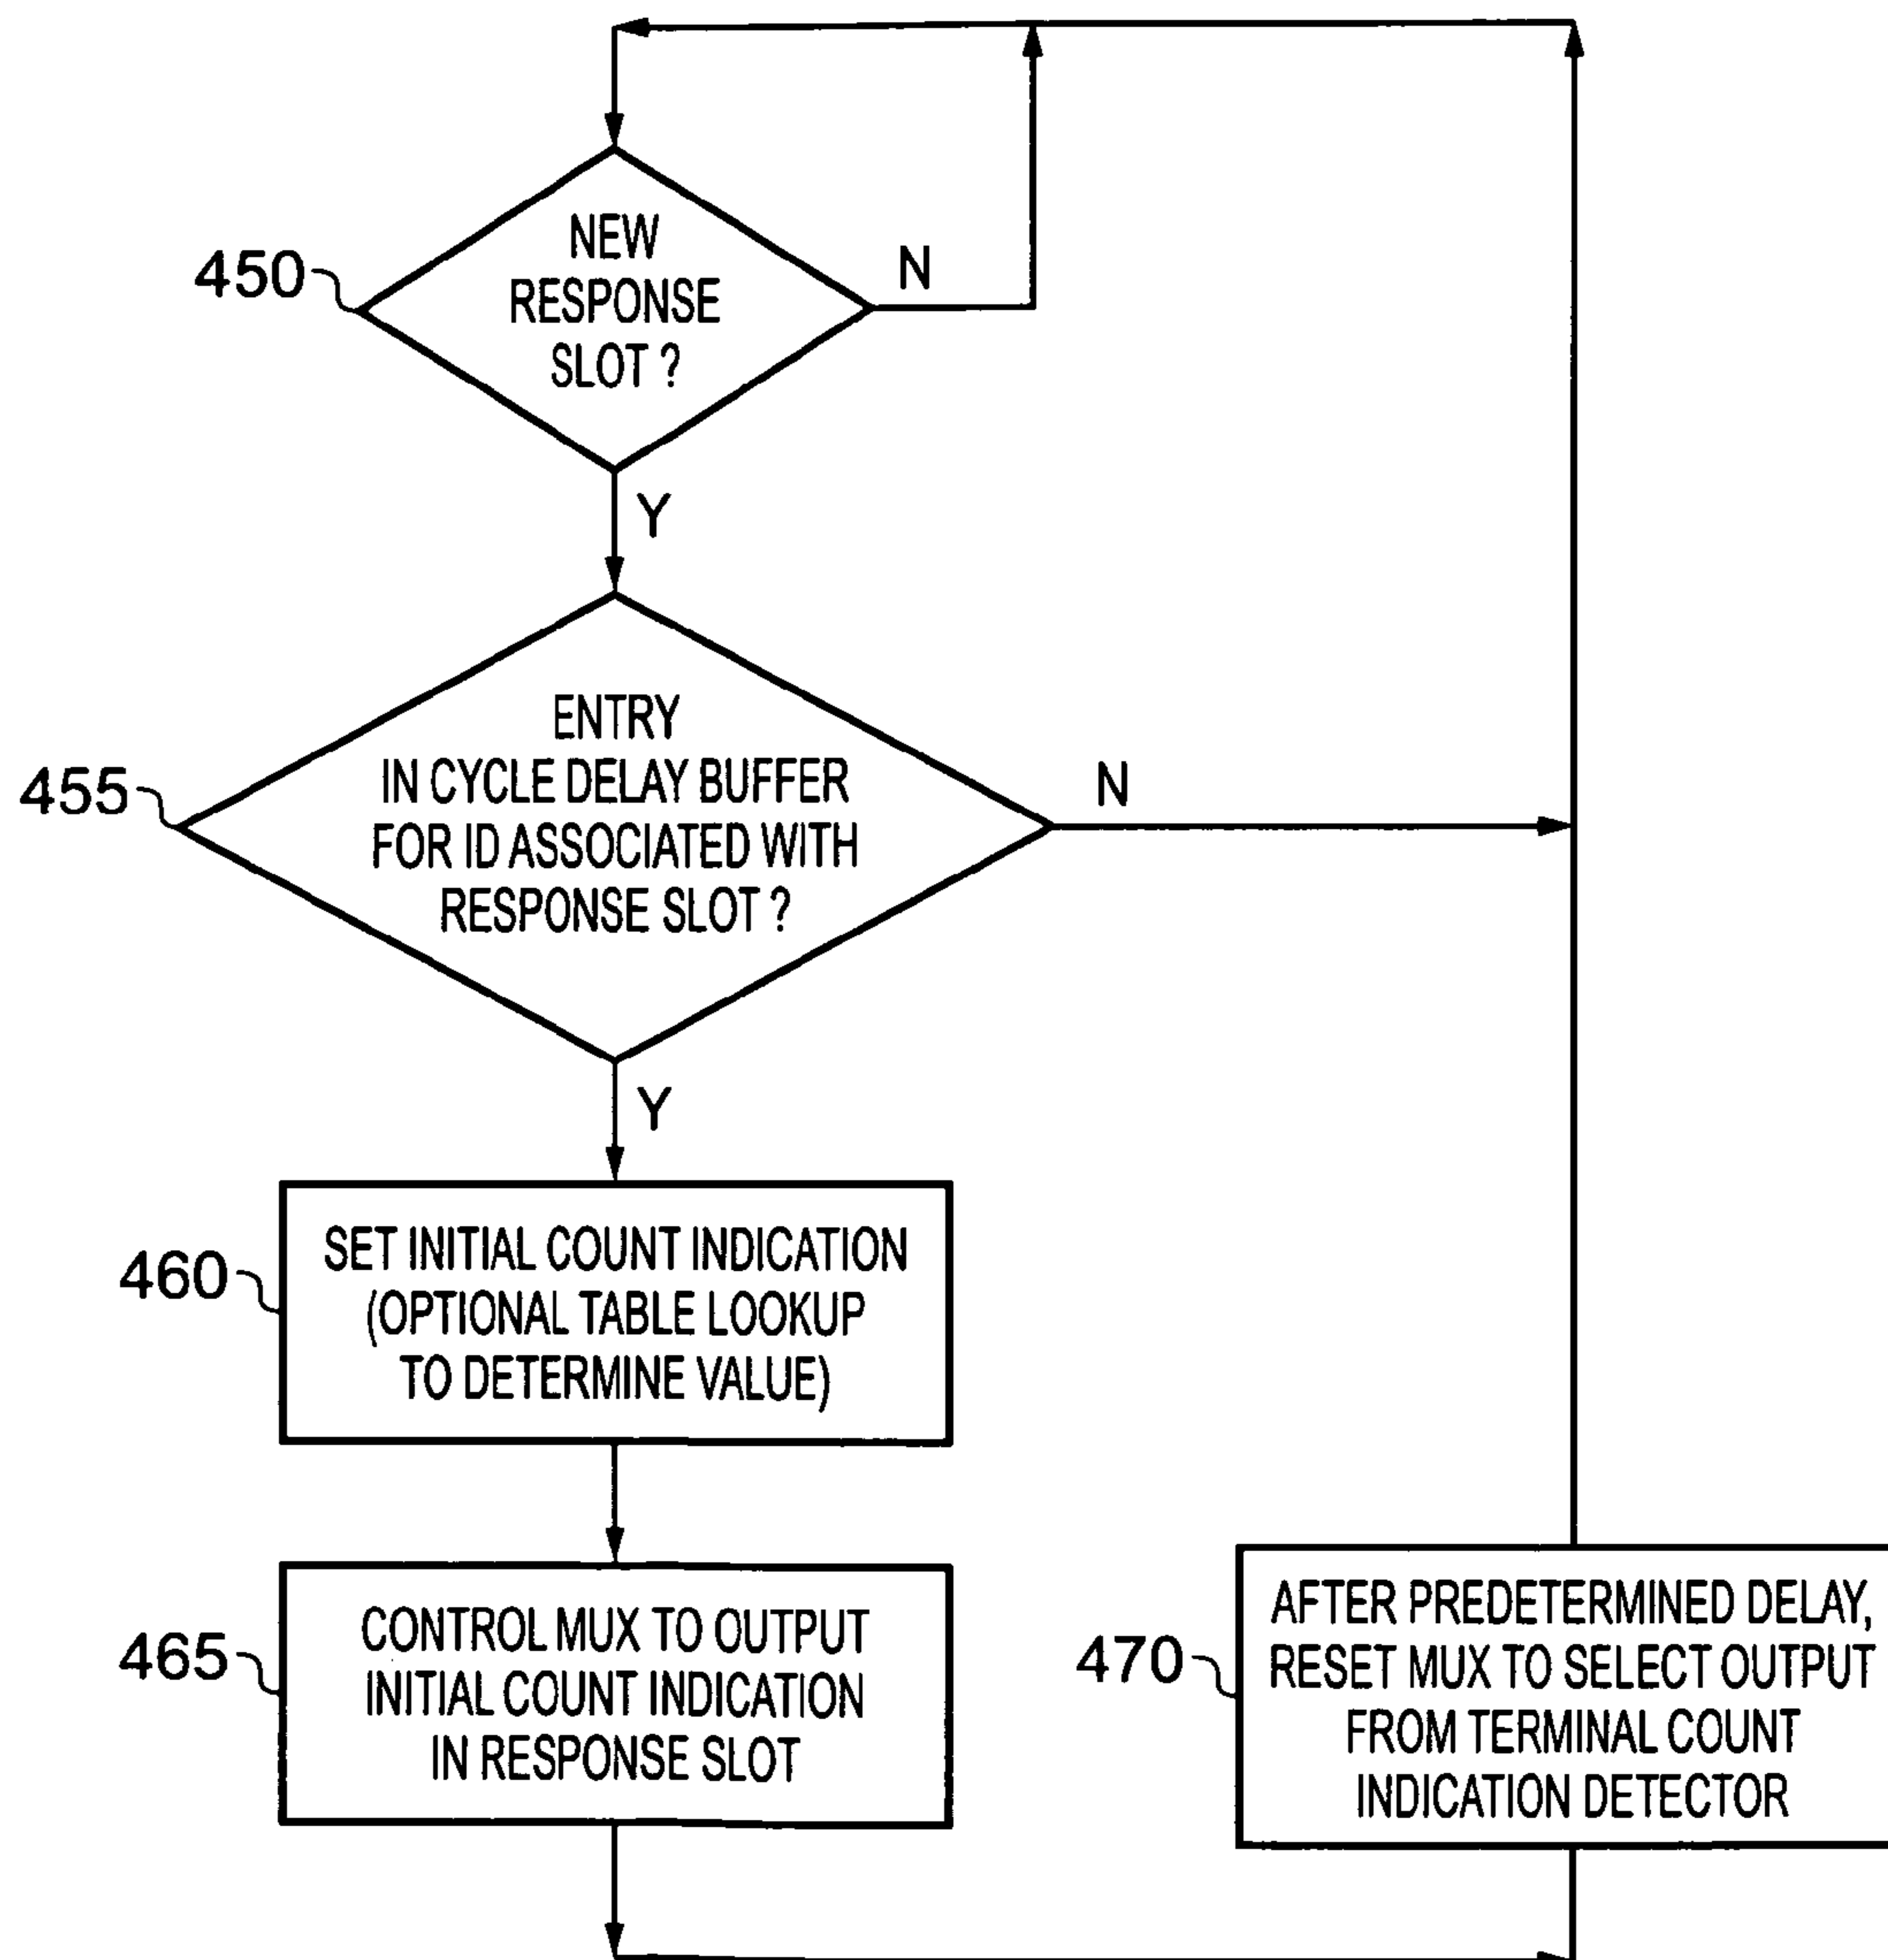 450
NEW
RESPONSE
SLOT ?
N
Y
455
ENTRY
IN CYCLE DELAY BUFFER
FOR ID ASSOCIATED WITH
RESPONSE SLOT ?
N
Y
460
SET INITIAL COUNT INDICATION
(OPTIONAL TABLE LOOKUP
TO DETERMINE VALUE)
465
CONTROL MUX TO OUTPUT
INITIAL COUNT INDICATION
IN RESPONSE SLOT
470
AFTER PREDETERMINED DELAY,
RESET MUX TO SELECT OUTPUT
FROM TERMINAL COUNT
INDICATION DETECTOR